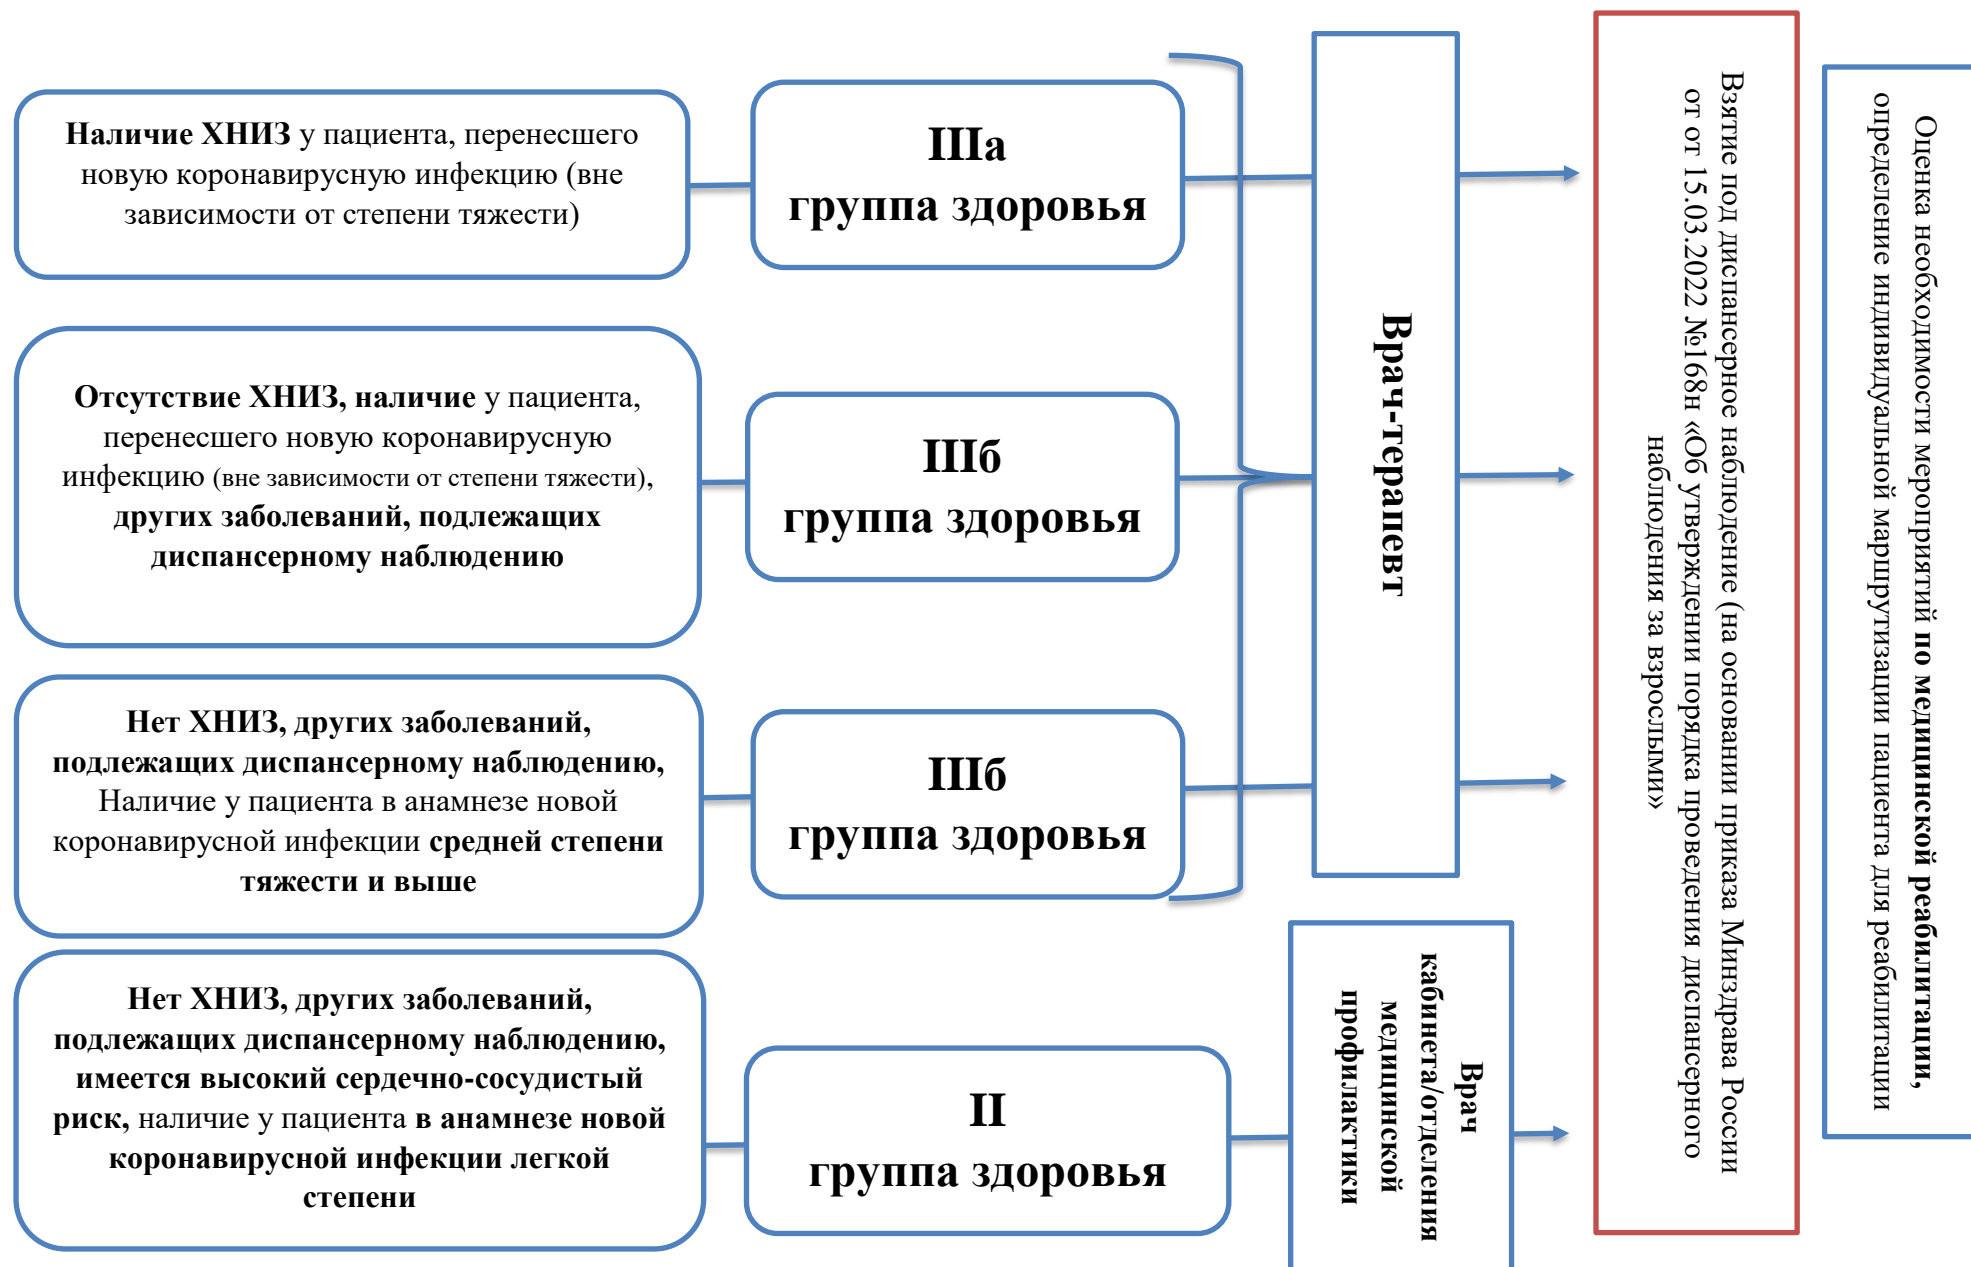 Наличие ХНИЗ у пациента, перенесшего
новую коронавирусную инфекцию (вне
зависимости от степени тяжести)
IIIа
группа здоровья
Отсутствие ХНИЗ, наличие у пациента,
перенесшего новую коронавирусную
инфекцию (вне зависимости от степени тяжести),
других заболеваний, подлежащих
диспансерному наблюдению
IIIб
группа здоровья
Нет ХНИЗ, других заболеваний,
подлежащих диспансерному наблюдению,
Наличие у пациента в анамнезе новой
коронавирусной инфекции средней степени
тяжести и выше
IIIб
группа здоровья
Нет ХНИЗ, других заболеваний,
подлежащих диспансерному наблюдению,
имеется высокий сердечно-сосудистый
риск, наличие у пациента в анамнезе новой
коронавирусной инфекции легкой
степени
II
группа здоровья
Врач-терапевт
Врач
кабинета/отделения
медицинской
профилактики
Взятие под диспансерное наблюдение (на основании приказа Минздрава России
от от 15.03.2022 №168н «Об утверждении порядка проведения диспансерного
наблюдения за взрослыми»
Оценка необходимости мероприятий по медицинской реабилитации,
определение индивидуальной маршрутизации пациента для реабилитации